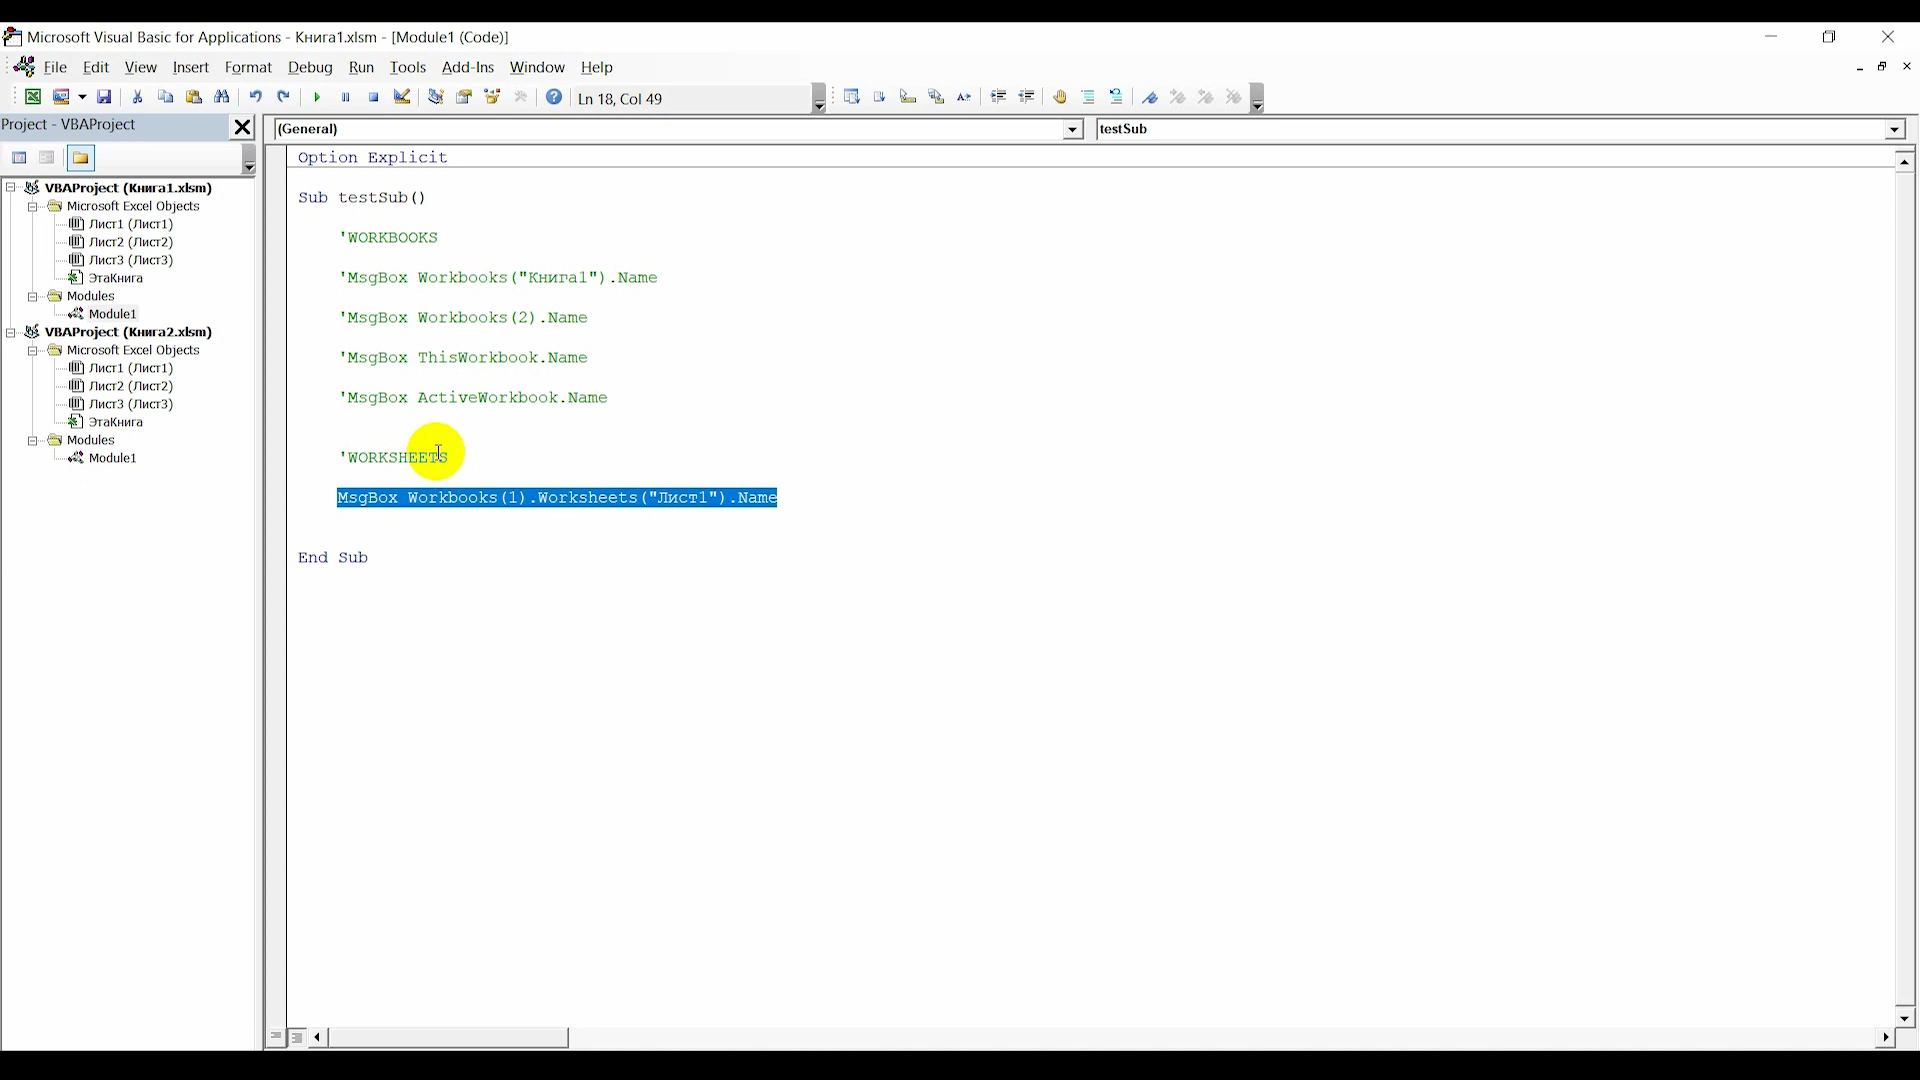 Microsoft Visual Basic for Applications - Книга1.xlsm - [Module1 (Code)]
File Edit View Insert Format Debug Run Tools Add-Ins Window Help
Ln 18, Col 49
Project - VBAProject
(General)
testSub
VBAProject (Книга1.xlsm)
Microsoft Excel Objects
Лист1 (Лист1)
Лист2 (Лист2)
Лист3 (Лист3)
ЭтаКнига
Modules
Module1
VBAProject (Книга2.xlsm)
Microsoft Excel Objects
Лист1 (Лист1)
Лист2 (Лист2)
Лист3 (Лист3)
ЭтаКнига
Modules
Module1
Option Explicit
Sub testSub()
'WORKBOOKS
'MsgBox Workbooks("Книга1").Name
'MsgBox Workbooks(2).Name
'MsgBox ThisWorkbook.Name
'MsgBox ActiveWorkbook.Name
'WORKSHEETS
MsgBox Workbooks(1).Worksheets("Лист1").Name
End Sub